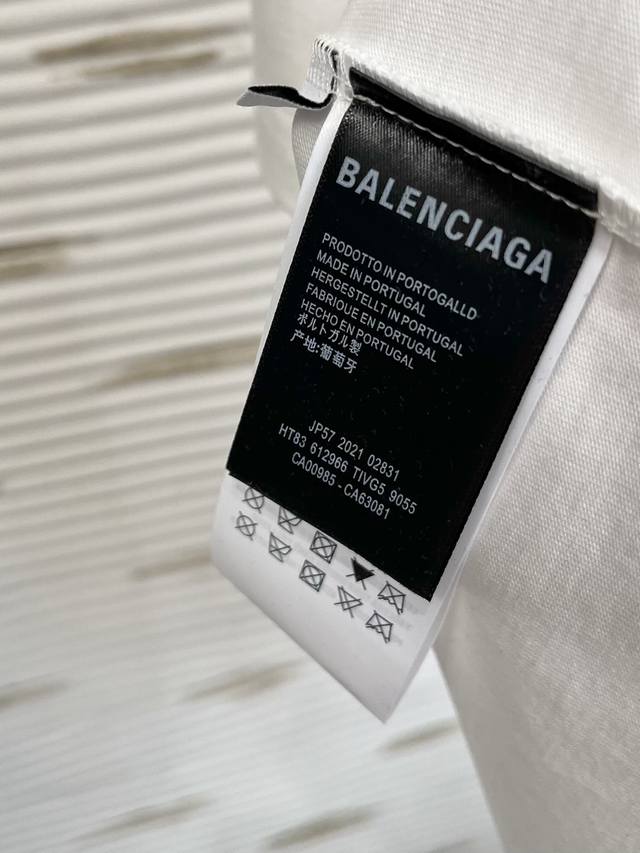 BALENCIAGA
PRODOTTO IN PORTOGALLD
MADE IN PORTUGAL
HERGESTELLT IN PORTUGAL
FABRIQUE EN PORTUGAL
HECHO EN PORTUGAL
ポルトガル製
产地:葡萄牙
JP57 2021 02831
HT83 612966 TIVG5 9055
CA00985 - CA63081